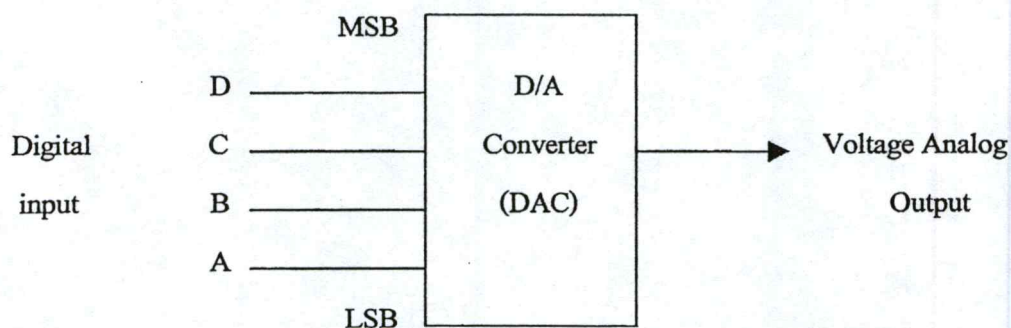 MSB
D
D/A
Digital
C
Converter
Voltage Analog
input
B
(DAC)
Output
A
LSB